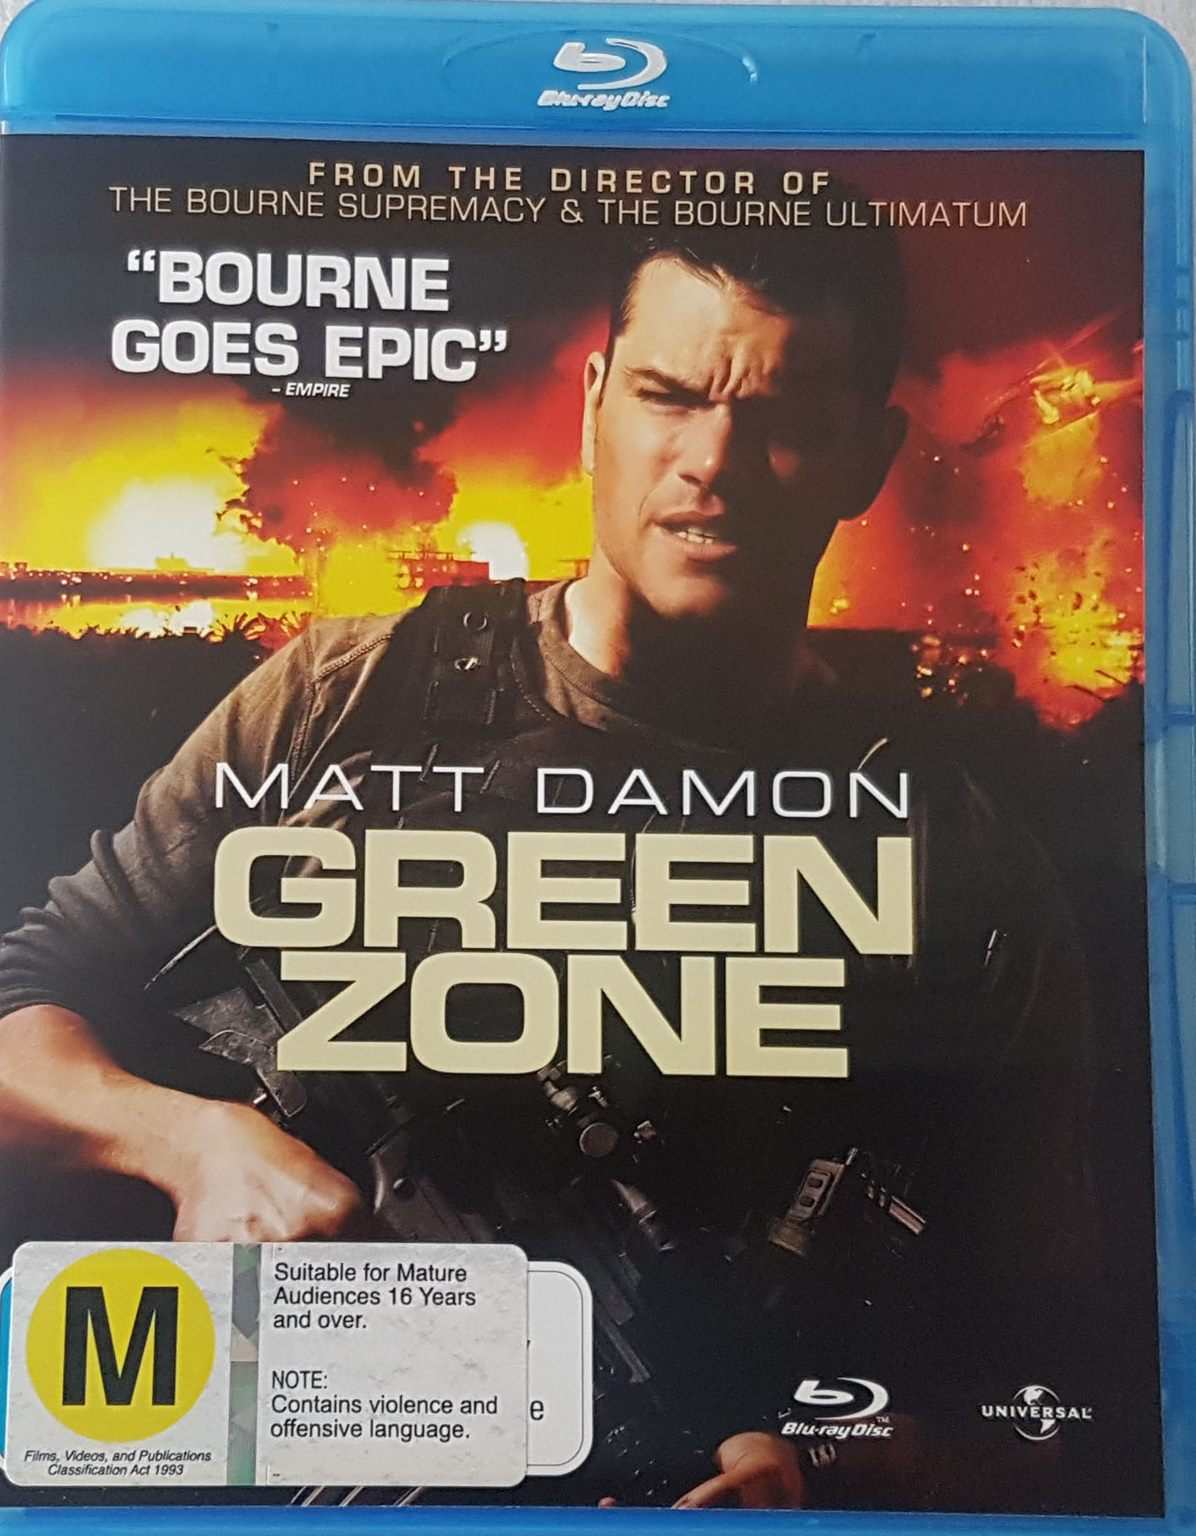 Blu-ray Disc
FROM THE DIRECTOR OF
THE BOURNE SUPREMACY & THE BOURNE ULTIMATUM
“BOURNE
GOES EPIC”
- EMPIRE
MATT DAMON
GREEN
ZONE
M
Films, Videos, and Publications
Classification Act 1993
Suitable for Mature
Audiences 16 Years
and over.
NOTE:
Contains violence and
offensive language.
e
Blu-ray Disc™
UNIVERSAL